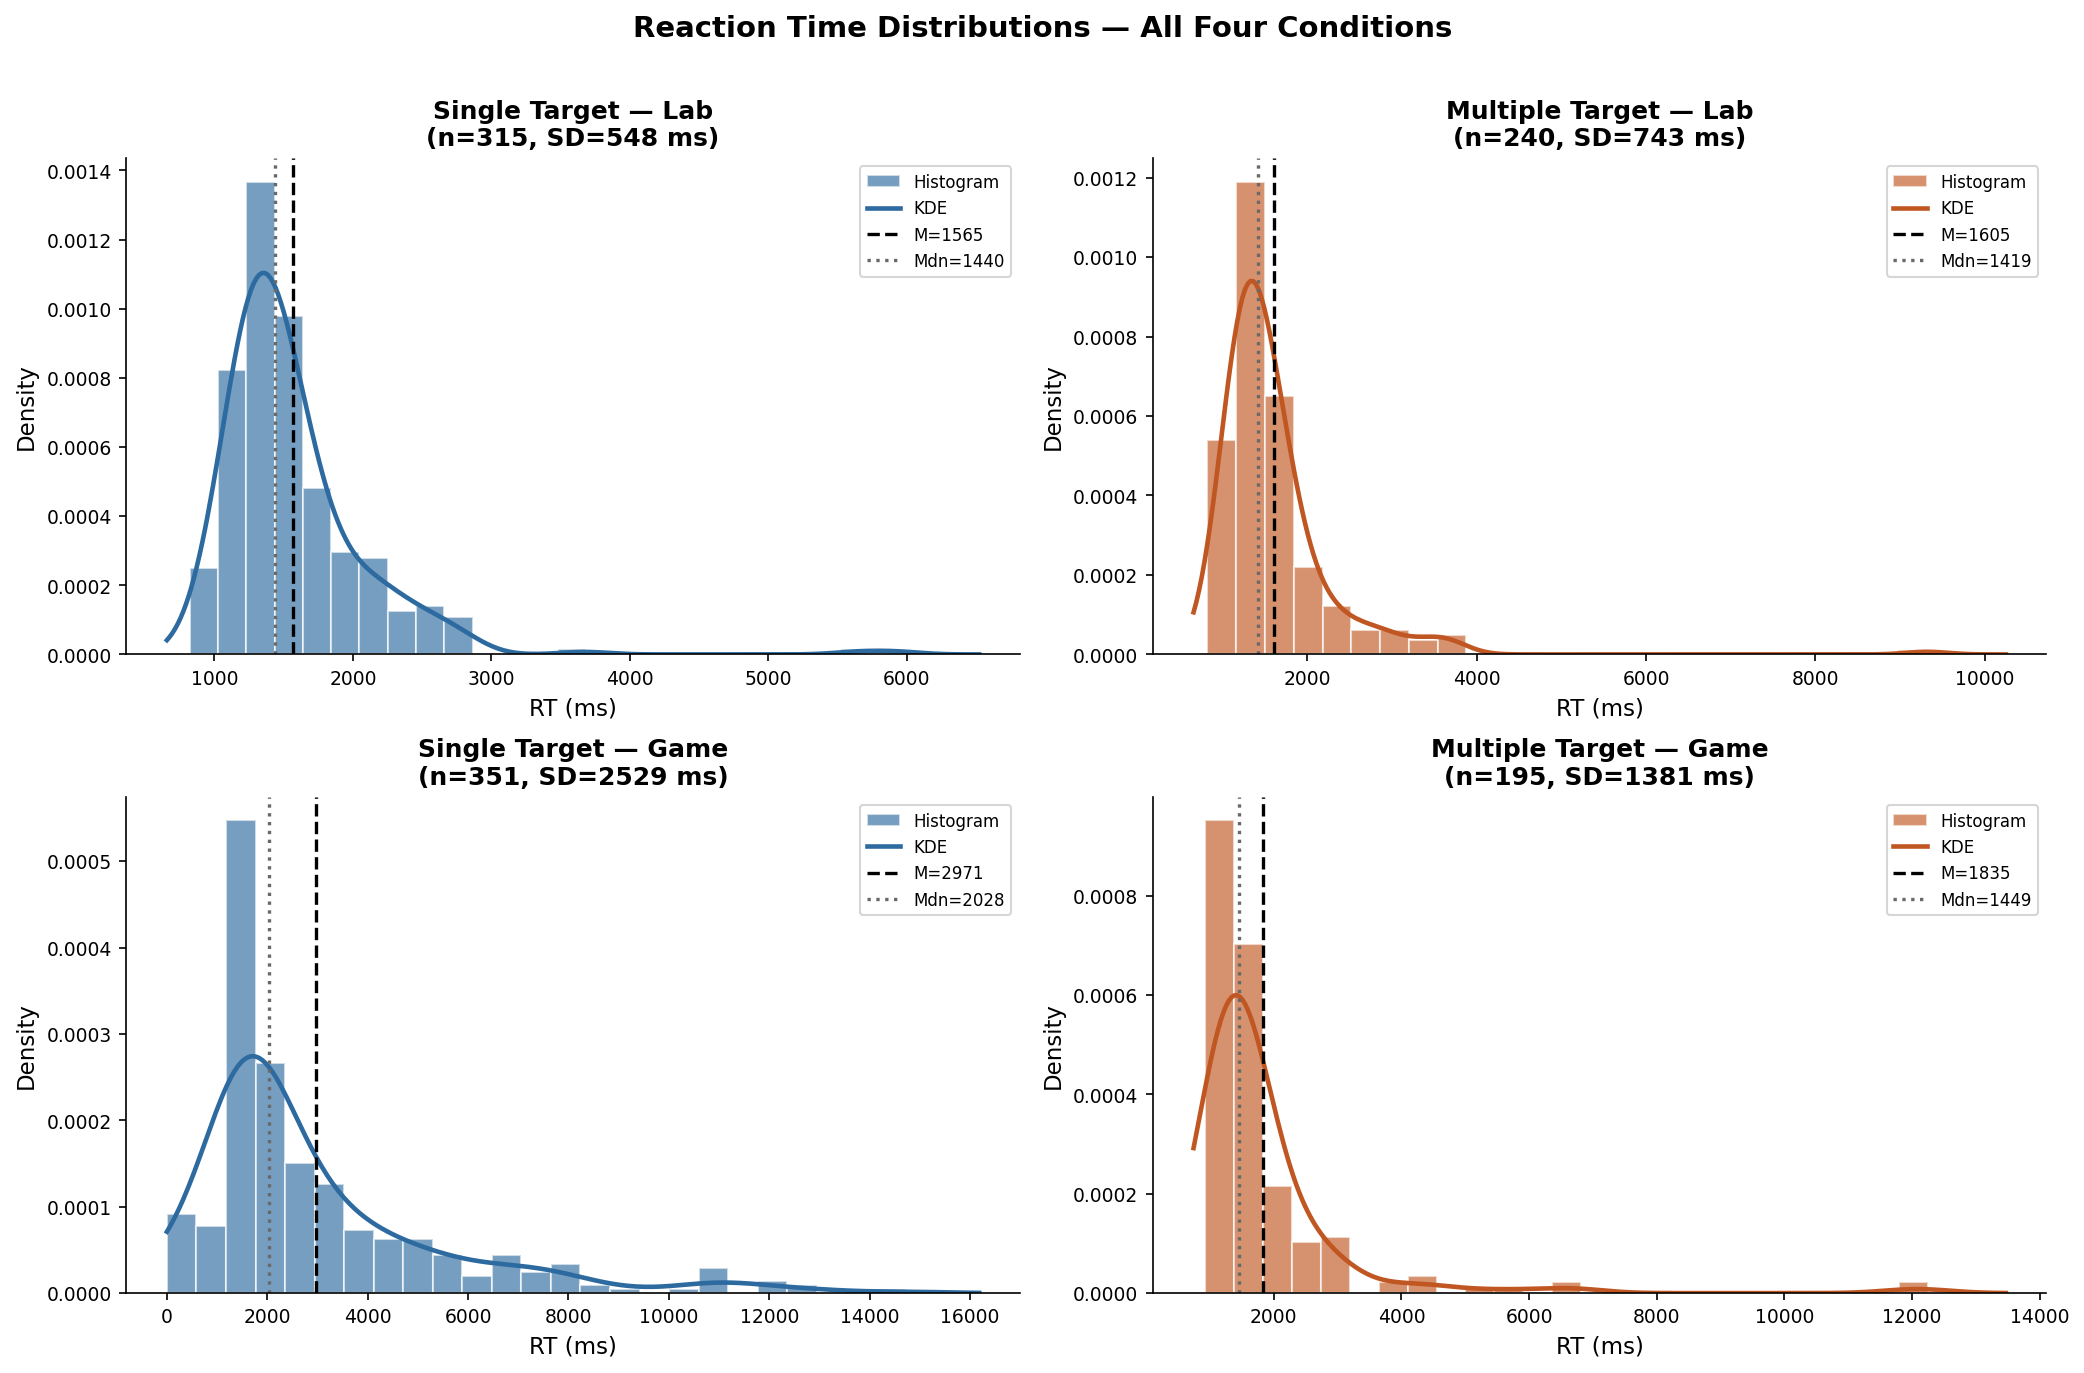 Reaction Time Distributions — All Four Conditions
Single Target — Lab
(n=315, SD=548 ms)
0.0014
0.0012
0.0010
0.0008
0.0006
0.0004
0.0002
0.0000
Density
Histogram
KDE
M=1565
Mdn=1440
1000 2000 3000 4000 5000 6000
RT (ms)
Multiple Target — Lab
(n=240, SD=743 ms)
0.0012
0.0010
0.0008
0.0006
0.0004
0.0002
0.0000
Density
Histogram
KDE
M=1605
Mdn=1419
2000 4000 6000 8000 10000
RT (ms)
Single Target — Game
(n=351, SD=2529 ms)
0.0005
0.0004
0.0003
0.0002
0.0001
0.0000
Density
Histogram
KDE
M=2971
Mdn=2028
0 2000 4000 6000 8000 10000 12000 14000 16000
RT (ms)
Multiple Target — Game
(n=195, SD=1381 ms)
0.0008
0.0006
0.0004
0.0002
0.0000
Density
Histogram
KDE
M=1835
Mdn=1449
2000 4000 6000 8000 10000 12000 14000
RT (ms)